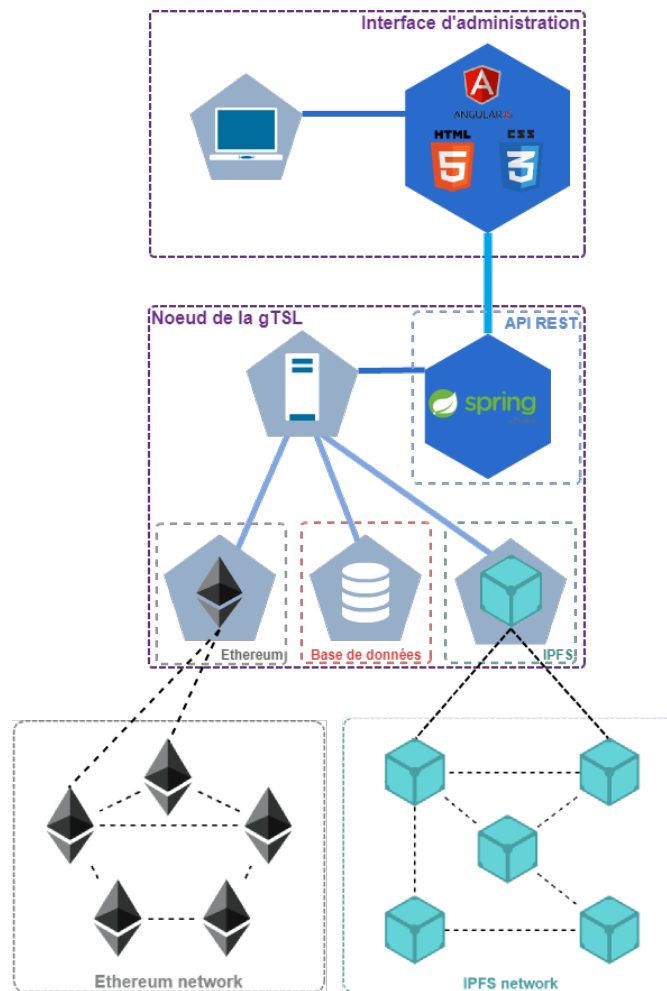 Interface d'administration
ANGULARJS
HTML
5
CSS
3
Noeud de la gTSL
API REST
spring
Ethereum
Base de données
IPFS
Ethereum network
IPFS network